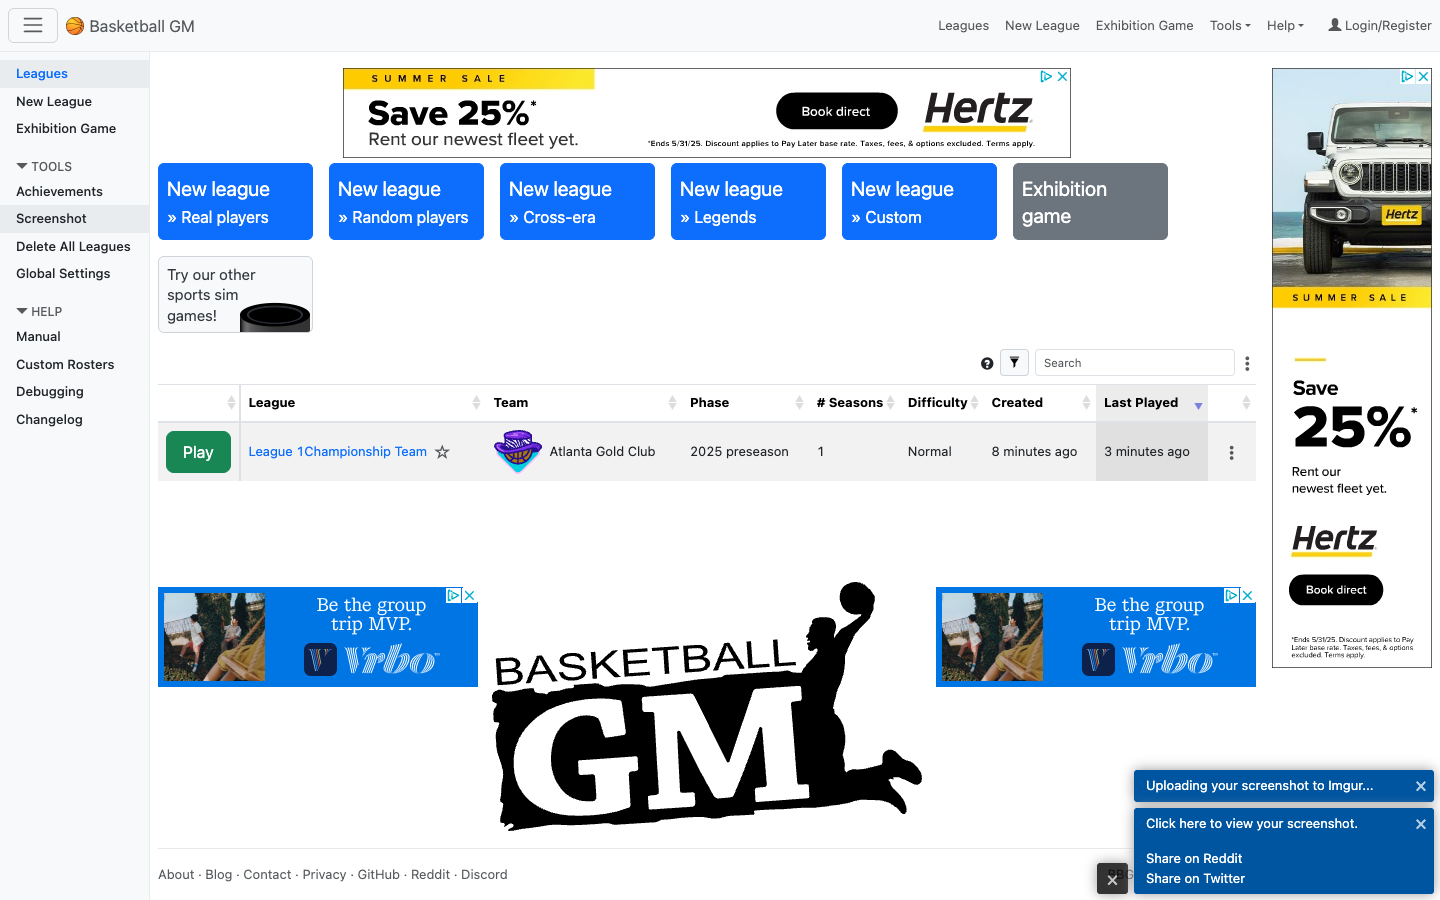 Basketball GM
Leagues
New League
Exhibition Game
Tools
Help
Login/Register
Leagues
New League
Exhibition Game
TOOLS
Achievements
Screenshot
Delete All Leagues
Global Settings
HELP
Manual
Custom Rosters
Debugging
Changelog
SUMMER SALE
Save 25%*
Rent our newest fleet yet.
Book direct
Hertz
*Ends 5/31/25. Discount applies to Pay Later base rate. Taxes, fees, & options excluded. Terms apply.
New league
» Real players
New league
» Random players
New league
» Cross-era
New league
» Legends
New league
» Custom
Exhibition
game
Try our other
sports sim
games!
Search
League
Team
Phase
# Seasons
Difficulty
Created
Last Played
Play
League 1Championship Team
Atlanta Gold Club
2025 preseason
1
Normal
8 minutes ago
3 minutes ago
Be the group
trip MVP.
Vrbo
BASKETBALL
GM
Be the group
trip MVP.
Vrbo
Hertz
SUMMER SALE
Save
25%*
Rent our
newest fleet yet.
Hertz
Book direct
*Ends 5/31/25. Discount applies to Pay
Later base rate. Taxes, fees, & options
excluded. Terms apply.
Uploading your screenshot to Imgur...
Click here to view your screenshot.
Share on Reddit
Share on Twitter
About · Blog · Contact · Privacy · GitHub · Reddit · Discord